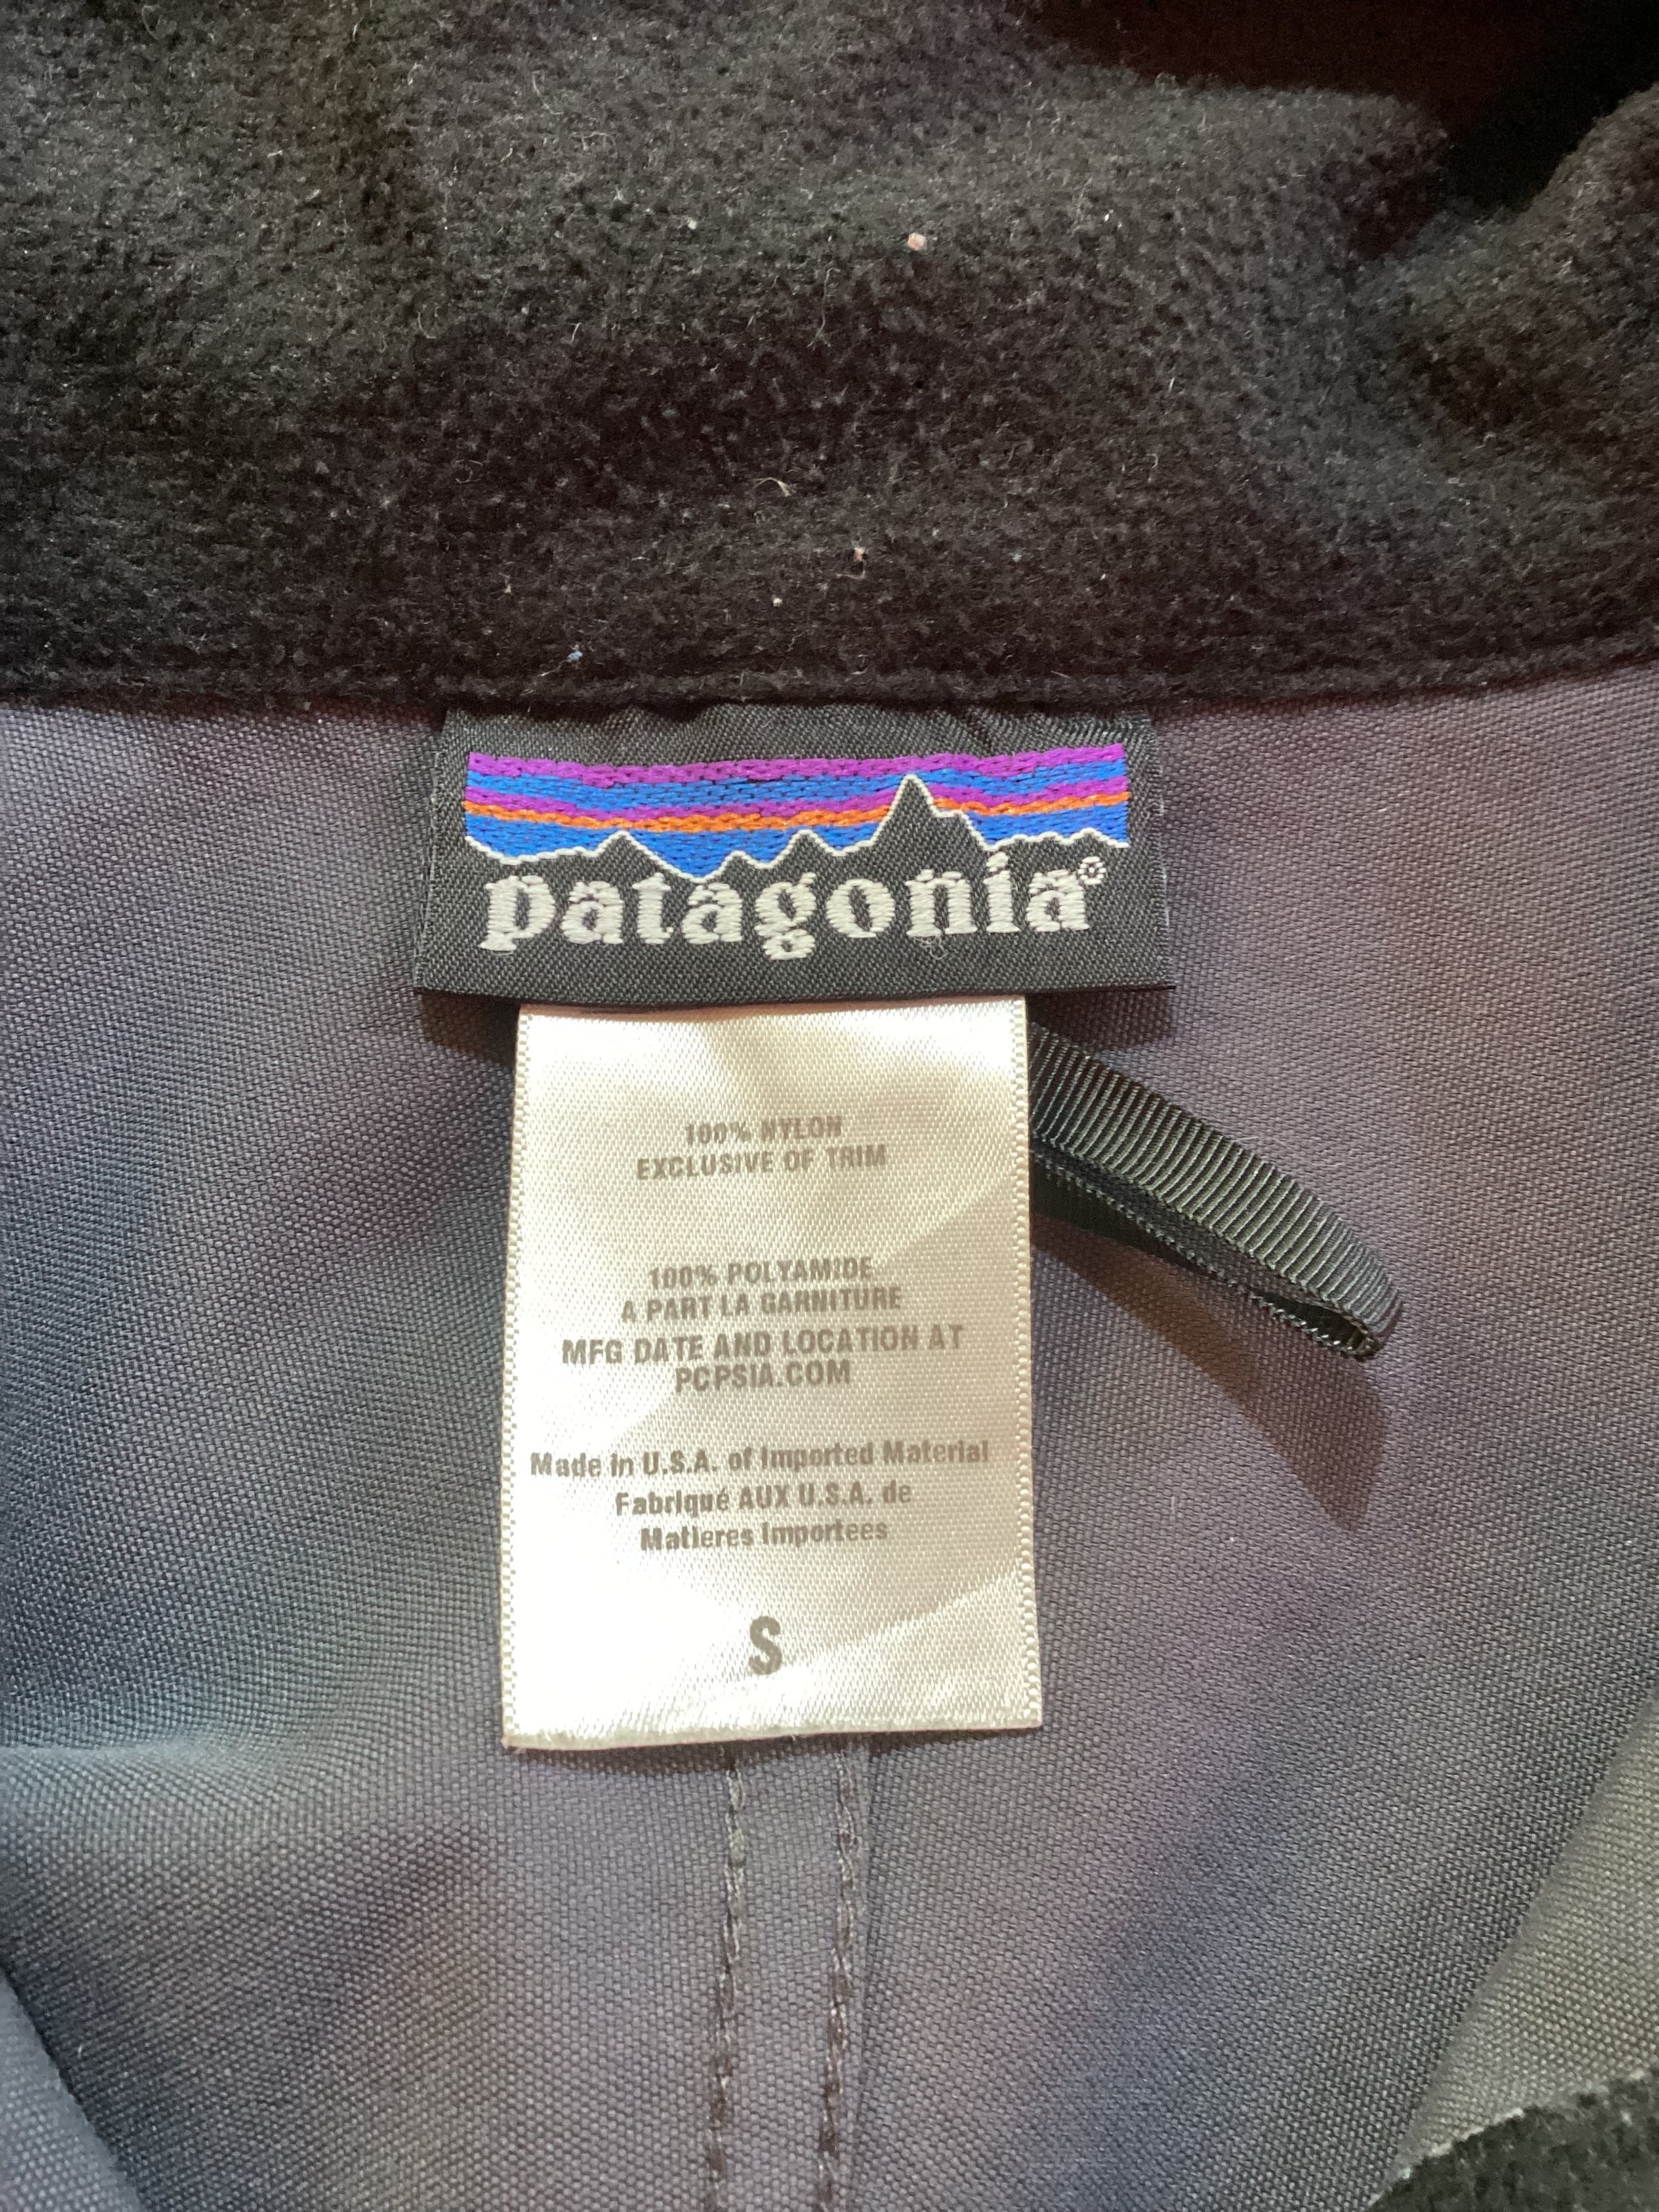 patagonia®
100% NYLON
EXCLUSIVE OF TRIM
100% POLYAMIDE
A PART LA GARNITURE
MFG DATE AND LOCATION AT
PCPSIA.COM
Made in U.S.A. of Imported Material
Fabriqué AUX U.S.A. de
Matieres Importees
S